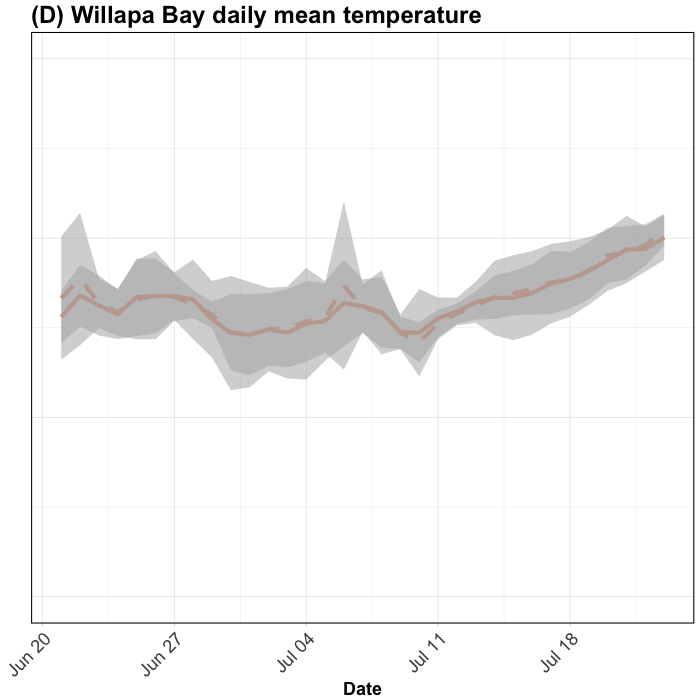 (D) Willapa Bay daily mean temperature
Jun 20
Jun 27
Jul 04
Jul 11
Jul 18
Date